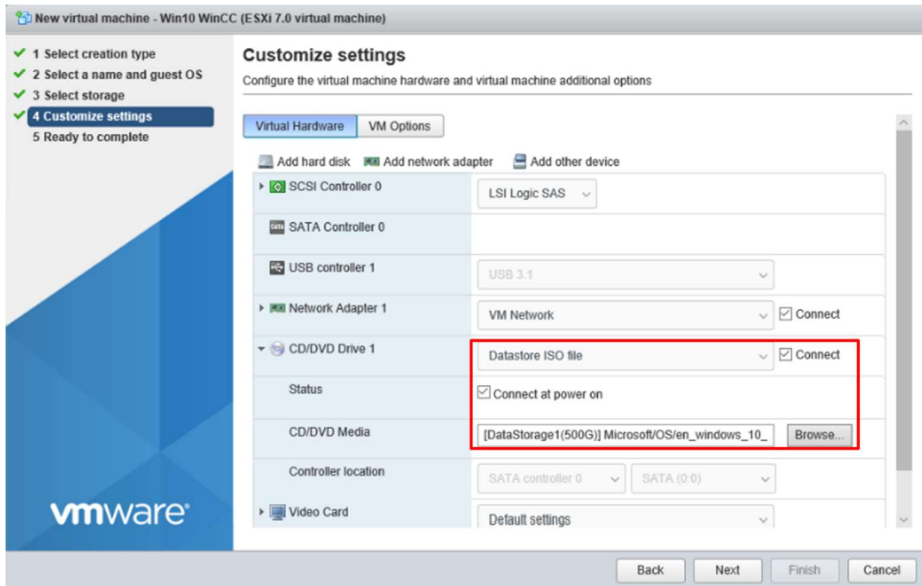 New virtual machine - Win10 WinCC (ESXi 7.0 virtual machine)
1 Select creation type
2 Select a name and guest OS
3 Select storage
4 Customize settings
5 Ready to complete
vmware®
Customize settings
Configure the virtual machine hardware and virtual machine additional options
Virtual Hardware VM Options
Add hard disk Add network adapter Add other device
SCSI Controller 0 LSI Logic SAS
SATA Controller 0
USB controller 1 USB 3.1
Network Adapter 1 VM Network Connect
CD/DVD Drive 1 Datastore ISO file Connect
Status Connect at power on
CD/DVD Media [DataStorage1(500G)] Microsoft/OS/en_windows_10_ Browse...
Controller location SATA controller 0 SATA (0:0)
Video Card Default settings
Back Next Finish Cancel